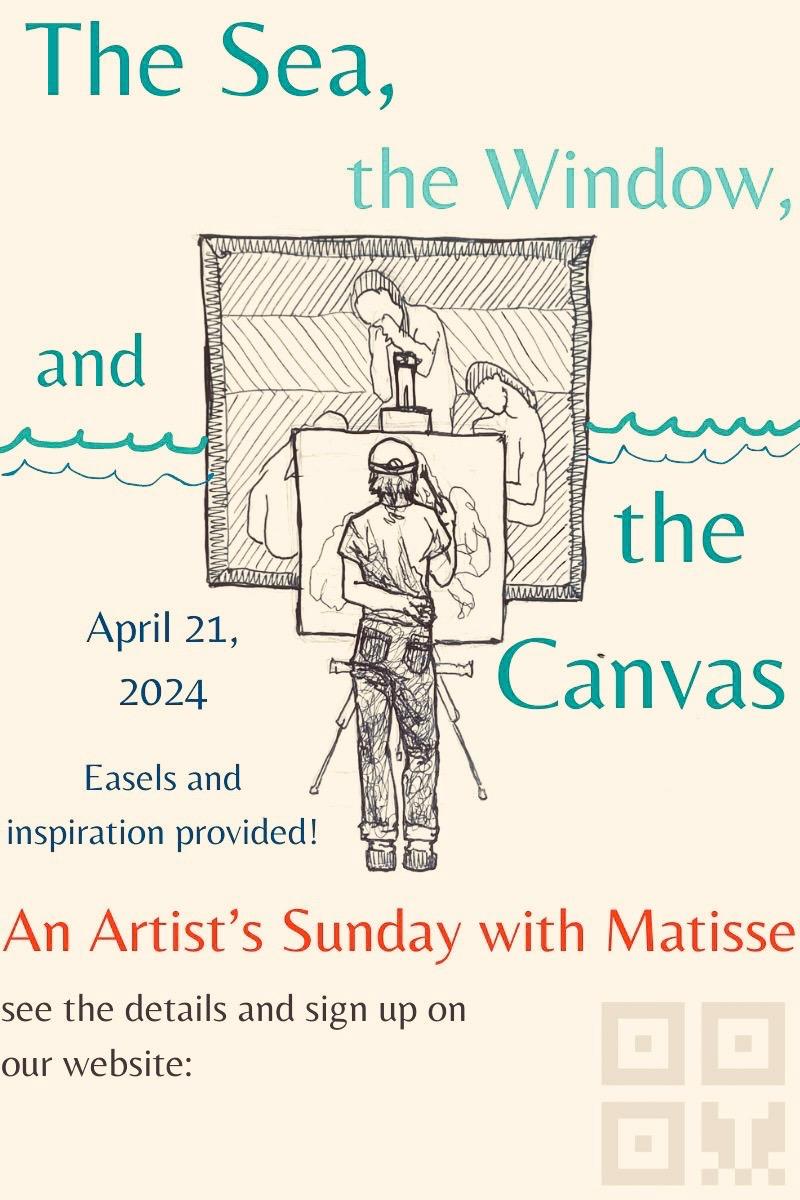 The Sea,
the Window,
and
the
Canvas
April 21,
2024
Easels and
inspiration provided!
An Artist’s Sunday with Matisse
see the details and sign up on
our website: